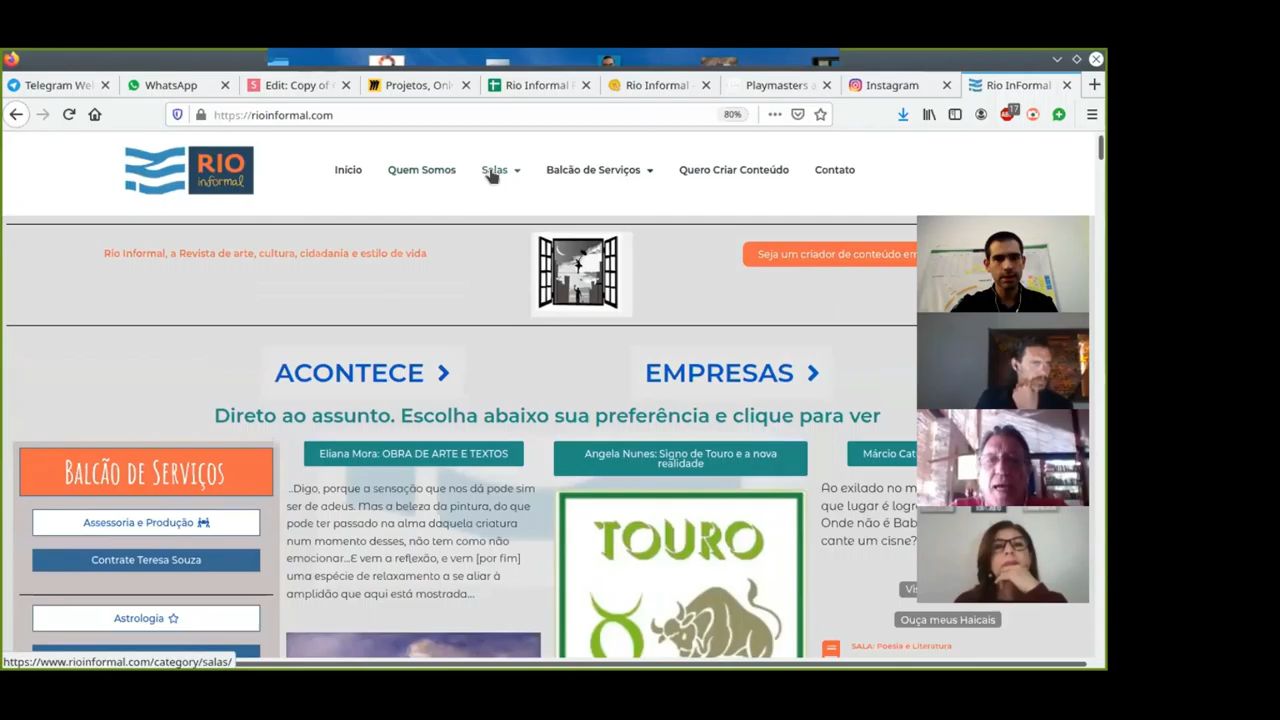 Telegram We
WhatsApp
Edit: Copy of
Projetos, Onl
Rio Informal F
Rio Informal
Playmasters a
Instagram
Rio InFormal
https://rioinformal.com
80%
17
RIO
informal
Início
Quem Somos
Salas
Balcão de Serviços
Quero Criar Conteúdo
Contato
Rio Informal, a Revista de arte, cultura, cidadania e estilo de vida
Seja um criador de conteúdo em
ACONTECE
EMPRESAS
Direto ao assunto. Escolha abaixo sua preferência e clique para ver
BALCÃO DE SERVIÇOS
Assessoria e Produção
Contrate Teresa Souza
Astrologia
Eliana Mora: OBRA DE ARTE E TEXTOS
..Digo, porque a sensação que nos dá pode sim
ser de adeus. Mas a beleza da pintura, do que
pode ter passado na alma daquela criatura
num momento desses, não tem como não
emocionar...E vem a reflexão, e vem [por fim]
uma espécie de relaxamento a se aliar à
amplidão que aqui está mostrada...
Angela Nunes: Signo de Touro e a nova
realidade
TOURO
Márcio Cat
Ao exilado no m
que lugar é logr
Onde não é Bab
cante um cisne?
Vis
Ouça meus Haicais
SALA: Poesia e Literatura
https://www.rioinformal.com/category/salas/